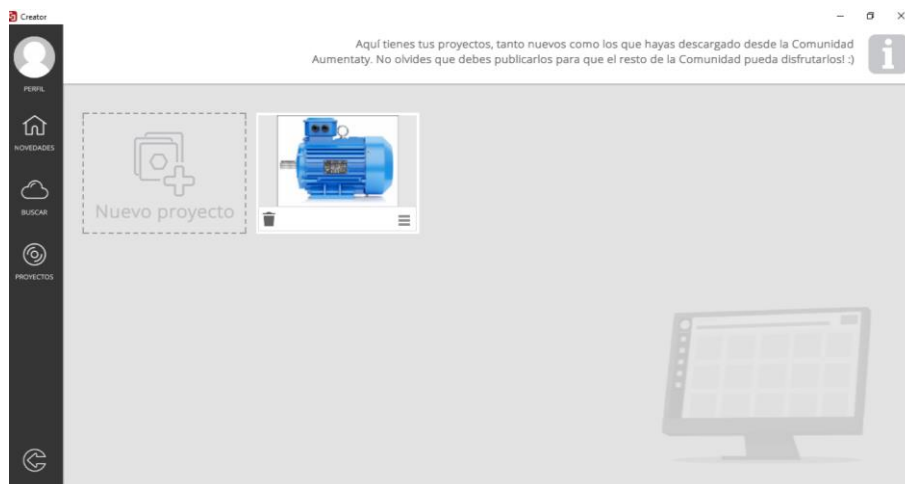 Creator
Aquí tienes tus proyectos, tanto nuevos como los que hayas descargado desde la Comunidad
Aumentaty. No olvides que debes publicarlos para que el resto de la Comunidad pueda disfrutarlos! :)
PERFIL
NOVEDADES
BUSCAR
PROYECTOS
Nuevo proyecto